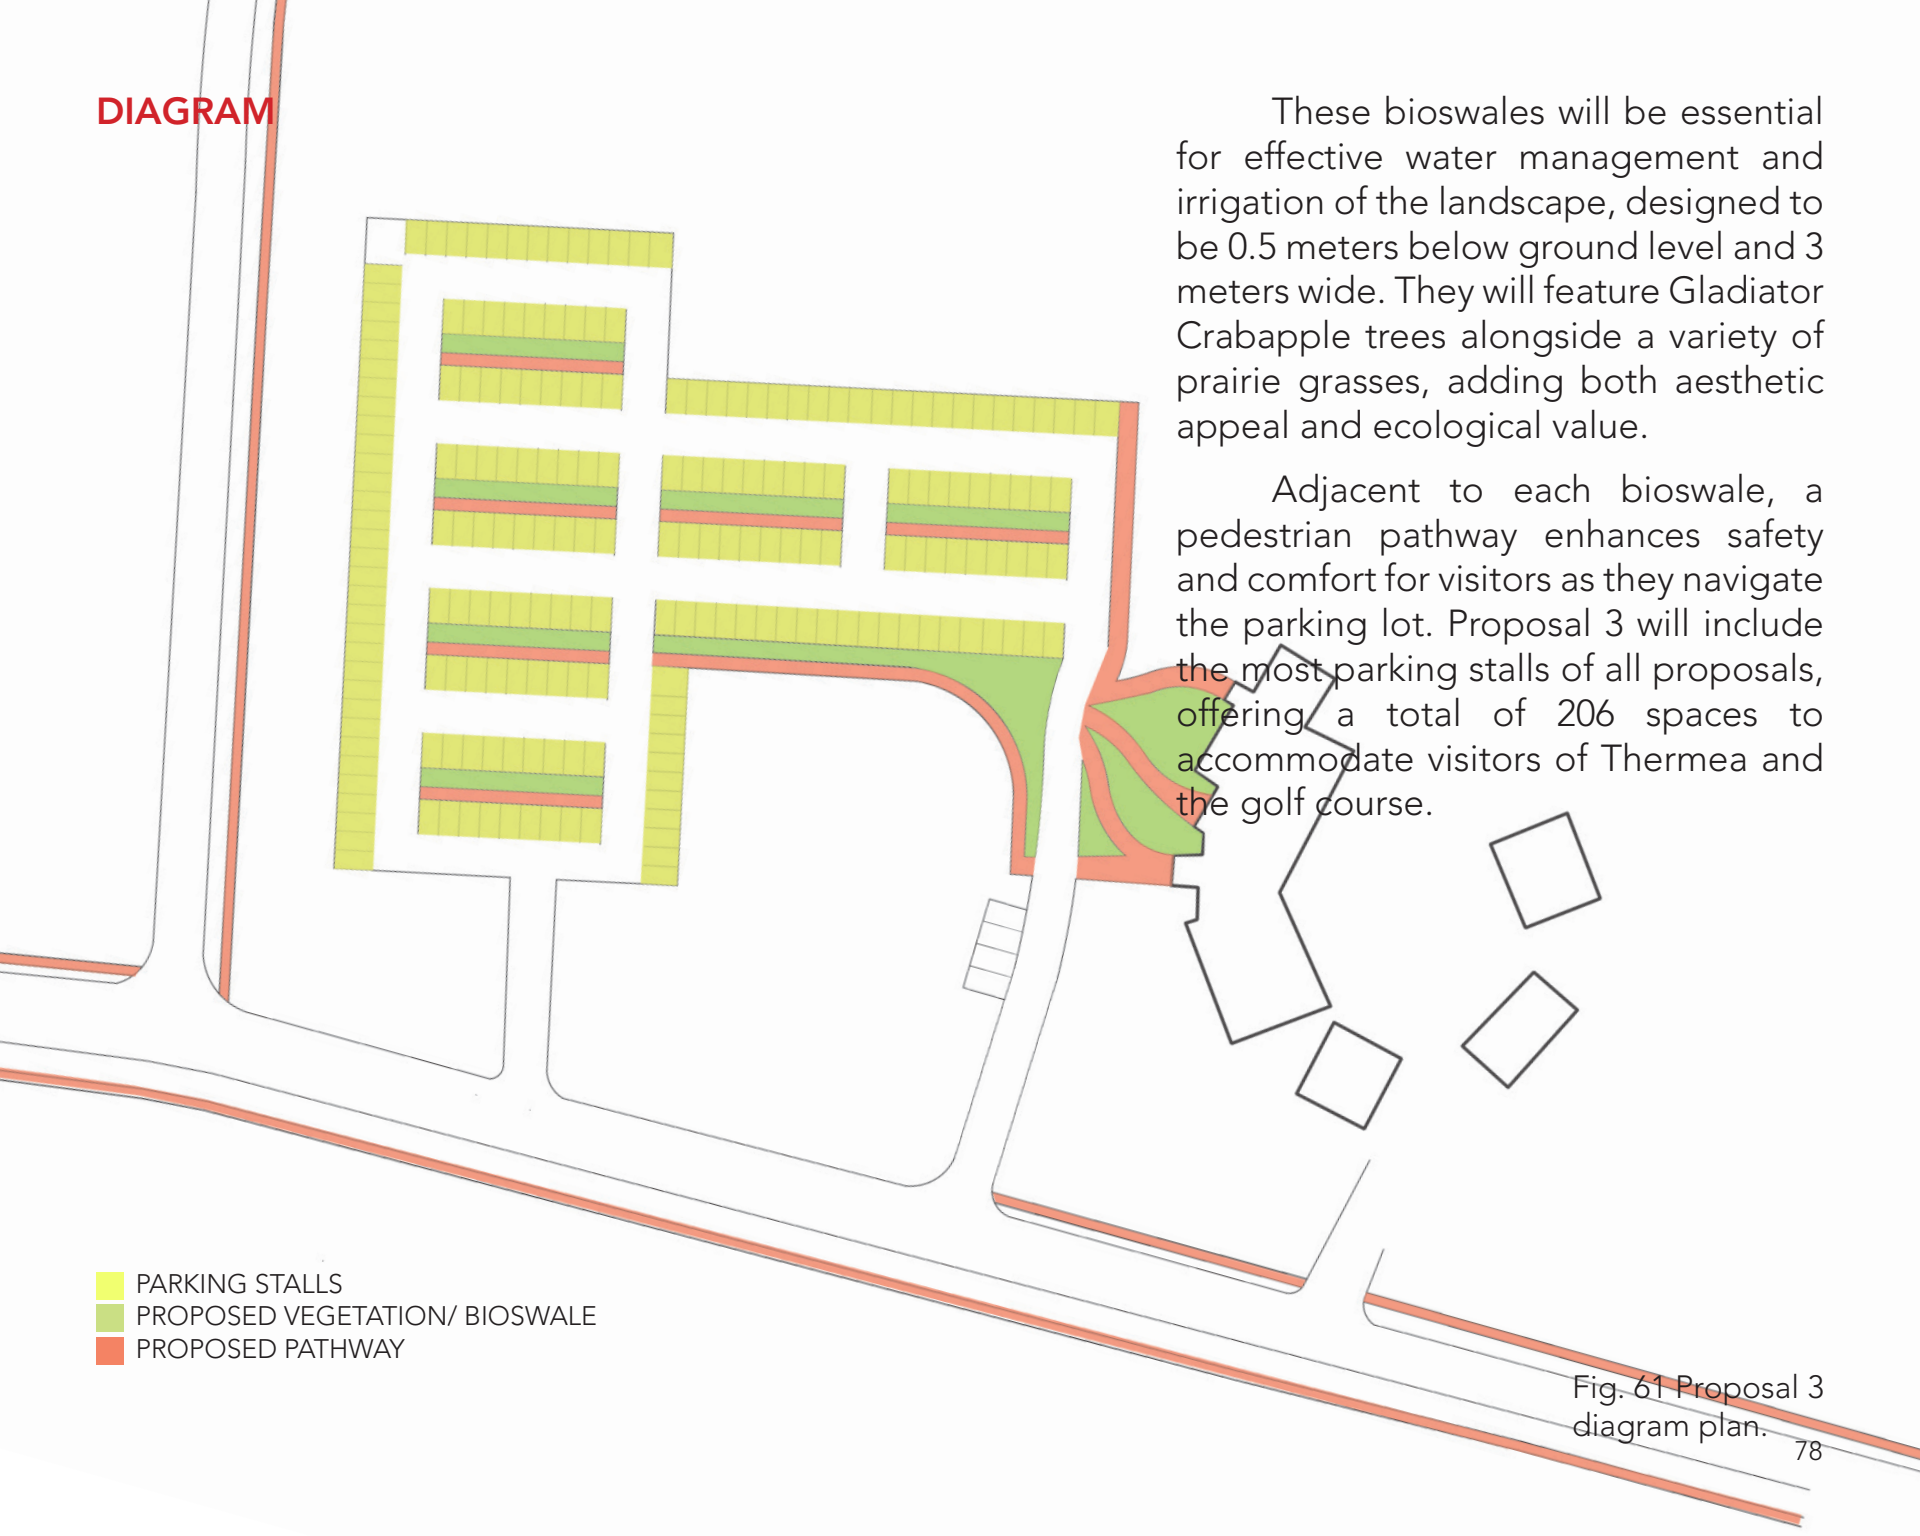 DIAGRAM
These bioswales will be essential
for effective water management and
irrigation of the landscape, designed to
be 0.5 meters below ground level and 3
meters wide. They will feature Gladiator
Crabapple trees alongside a variety of
prairie grasses, adding both aesthetic
appeal and ecological value.
Adjacent to each bioswale, a
pedestrian pathway enhances safety
and comfort for visitors as they navigate
the parking lot. Proposal 3 will include
the most parking stalls of all proposals,
offering a total of 206 spaces to
accommodate visitors of Thermea and
the golf course.
PARKING STALLS
PROPOSED VEGETATION/ BIOSWALE
PROPOSED PATHWAY
Fig. 61 Proposal 3
diagram plan.
78